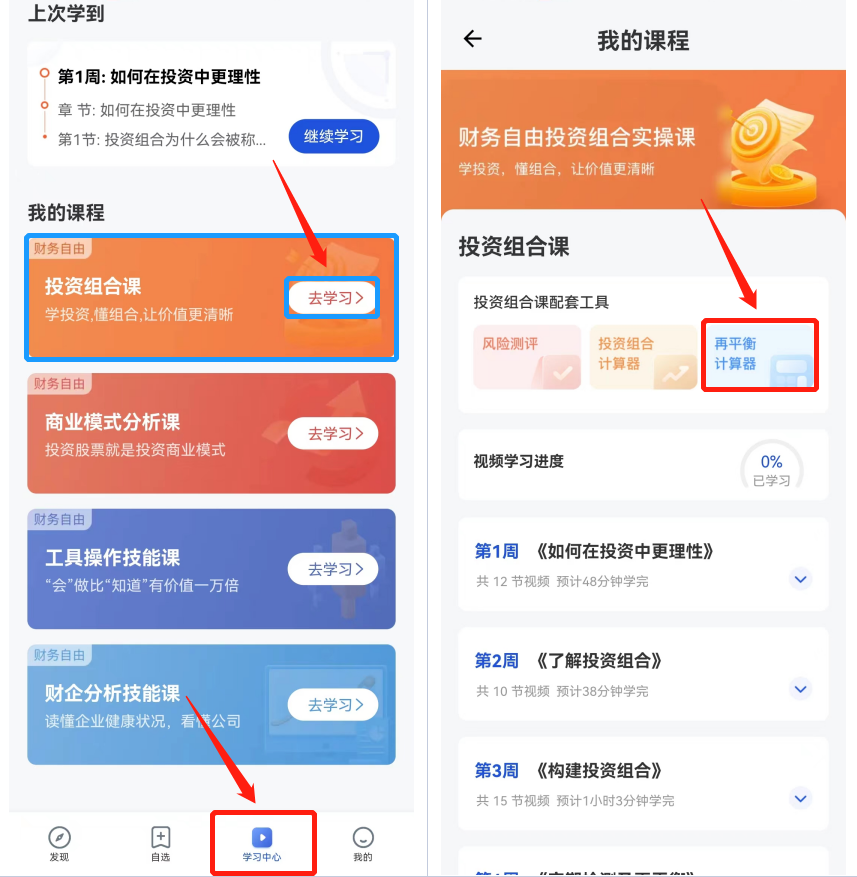 上次学到
第1周: 如何在投资中更理性
章 节: 如何在投资中更理性
第1节: 投资组合为什么会被称...
继续学习
我的课程
财务自由
投资组合课
学投资,懂组合,让价值更清晰
去学习
财务自由
商业模式分析课
投资股票就是投资商业模式
去学习
财务自由
工具操作技能课
“会”做比“知道”有价值一万倍
去学习
财务自由
财企分析技能课
读懂企业健康状况，看懂公司
去学习
发现
自选
学习中心
我的
我的课程
财务自由投资组合实操课
学投资，懂组合，让价值更清晰
投资组合课
投资组合课配套工具
风险测评
投资组合
计算器
再平衡
计算器
视频学习进度
0%
已学习
第1周 《如何在投资中更理性》
共 12 节视频 预计48分钟学完
第2周 《了解投资组合》
共 10 节视频 预计38分钟学完
第3周 《构建投资组合》
共 15 节视频 预计1小时3分钟学完